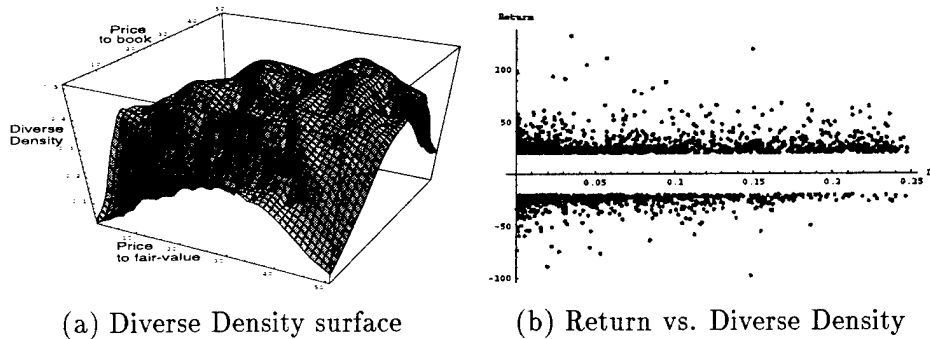 Price
to book
Diverse
Density
Price
to fair-value
50
Return
100
50
0.05
0.1
0.15
0.2
0.25
-50
-100
(a) Diverse Density surface
(b) Return vs. Diverse Density